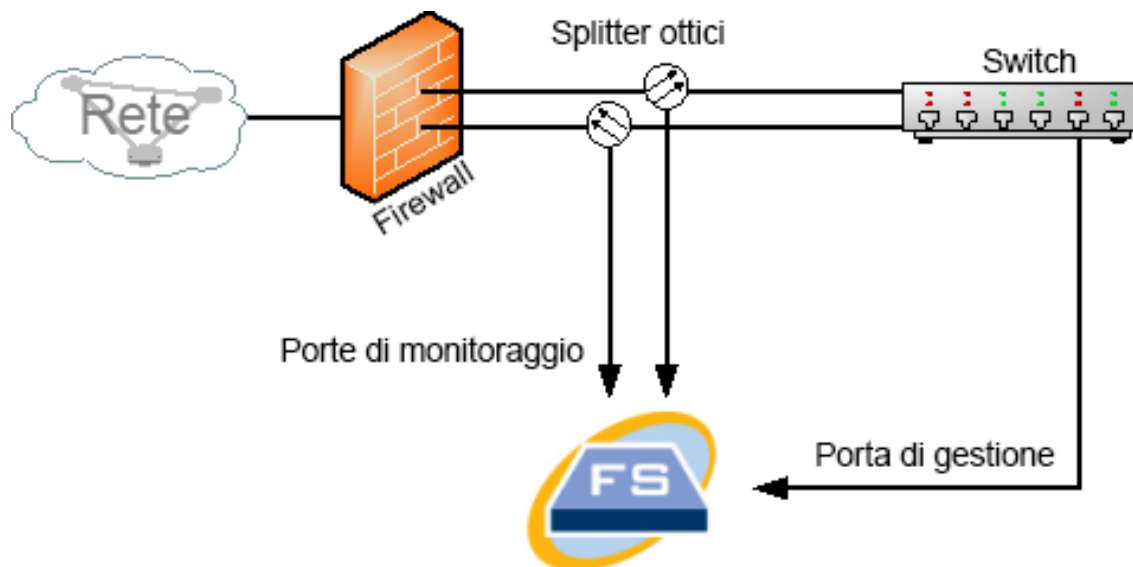 Splitter ottici
Switch
Rete
Firewall
Porte di monitoraggio
Porta di gestione
FS